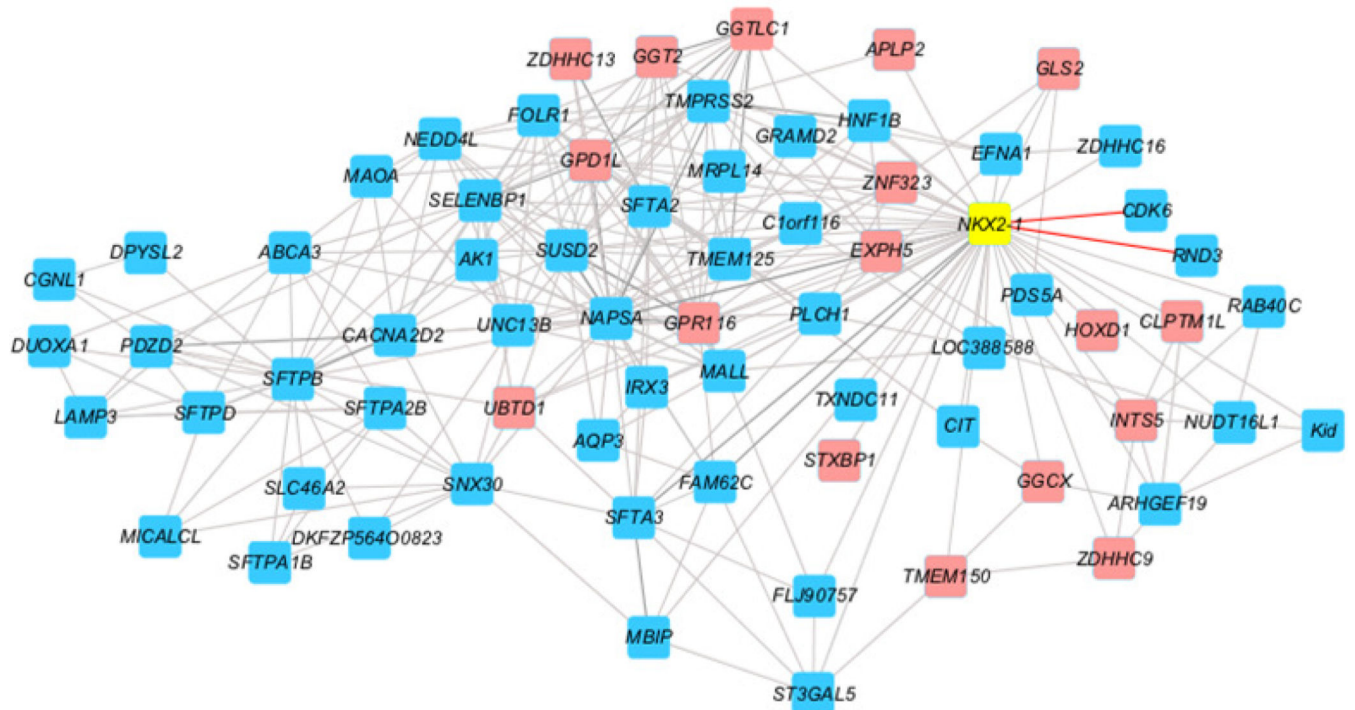 GGTLC1
ZDHHC13
GGT2
APLP2
GLS2
TMPRSS2
FOLR1
HNF1B
NEDD4L
GRAMD2
EFNA1
ZDHHC16
GPD1L
MRPL14
MAOA
ZNF323
SELENBP1
SFTA2
CDK6
C1orf116
NKX2-1
DPYSL2
ABCA3
SUSD2
EXPH5
RND3
CGNL1
AK1
TMEM125
PDS5A
RAB40C
UNC13B
NAPSA
GPR116
PLCH1
HOXD1
CLPTM1L
DUOXA1
PDZD2
CACNA2D2
LOC388588
SFTPB
IRX3
MALL
LAMP3
SFTPD
SFTPA2B
UBTD1
TXNDC11
CIT
INTS5
NUDT16L1
Kid
AQP3
STXBP1
SLC46A2
SNX30
FAM62C
GGCX
ARHGEF19
SFTA3
MICALCL
DKFZP564O0823
SFTPA1B
ZDHHC9
TMEM150
FLJ90757
MBIP
ST3GAL5